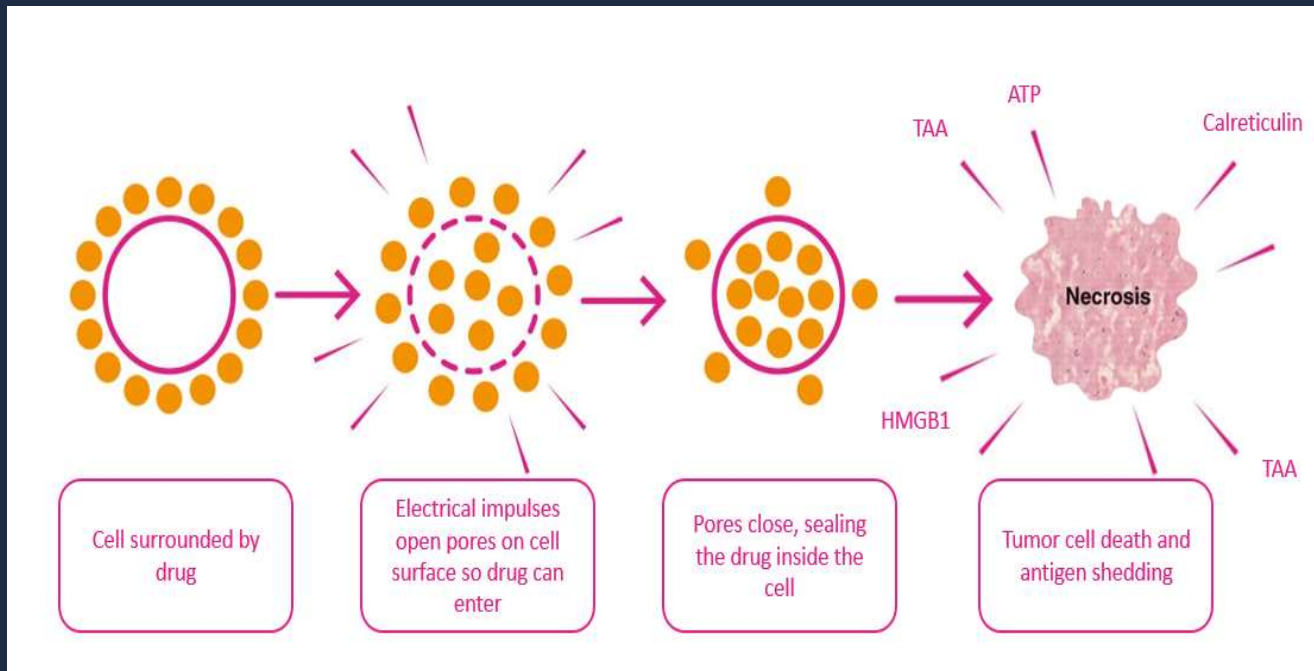 ATP
TAA
Calreticulin
Necrosis
HMGB1
TAA
Cell surrounded by
drug
Electrical impulses
open pores on cell
surface so drug can
enter
Pores close, sealing
the drug inside the
cell
Tumor cell death and
antigen shedding